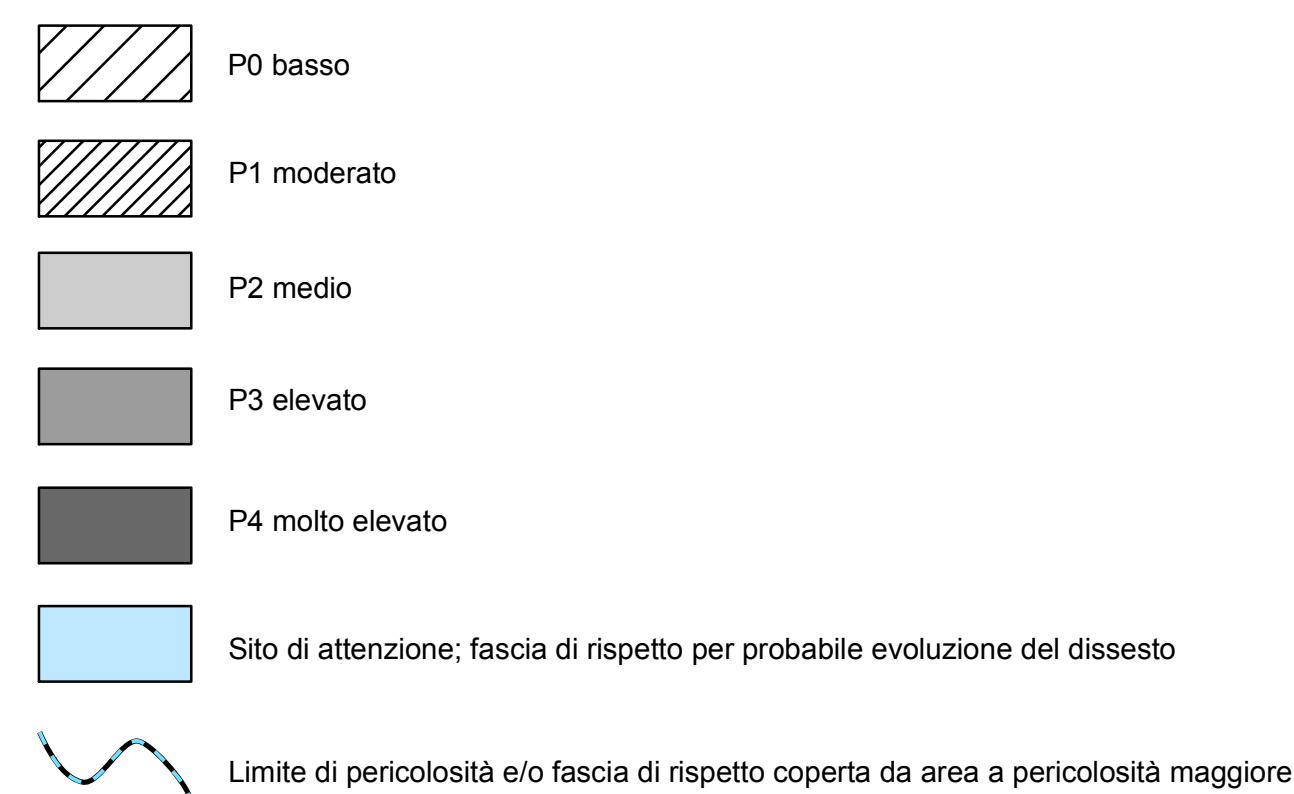 P0 basso
P1 moderato
P2 medio
P3 elevato
P4 molto elevato
Sito di attenzione; fascia di rispetto per probabile evoluzione del dissesto
Limite di pericolosità e/o fascia di rispetto coperta da area a pericolosità maggiore